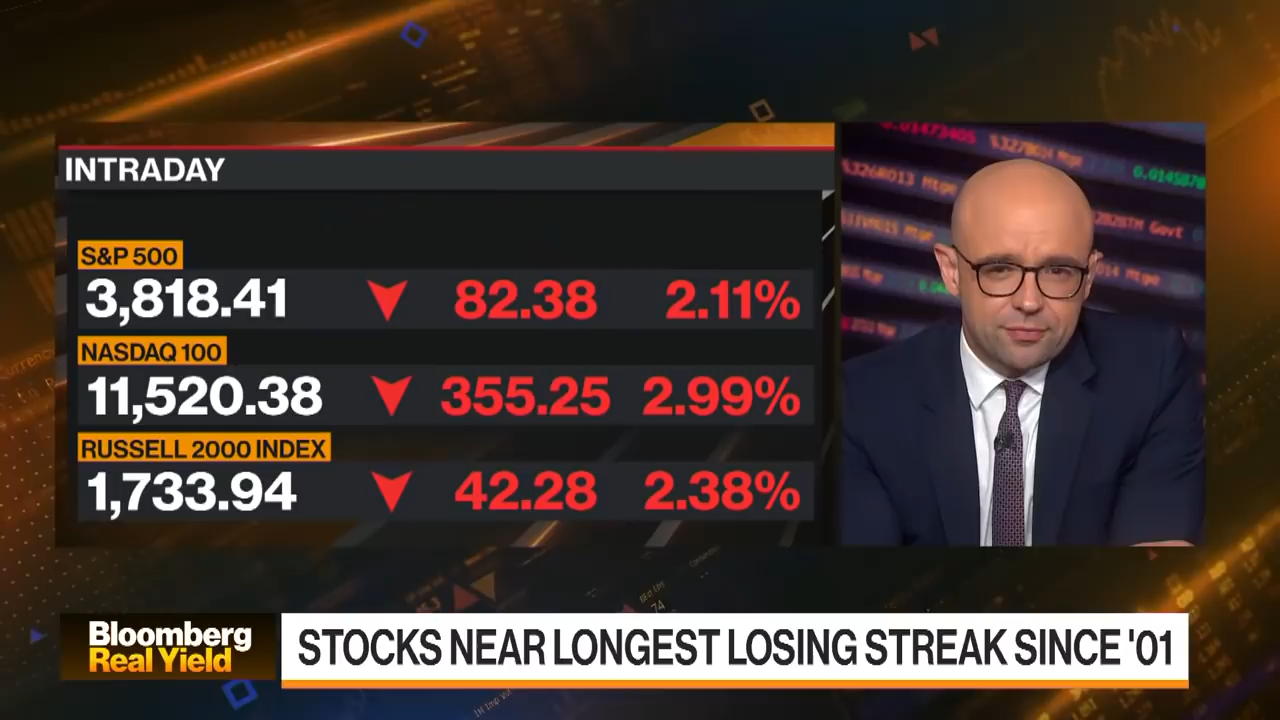 INTRADAY
S&P 500
3,818.41 82.38 2.11%
NASDAQ 100
11,520.38 355.25 2.99%
RUSSELL 2000 INDEX
1,733.94 42.28 2.38%
Bloomberg
Real Yield
STOCKS NEAR LONGEST LOSING STREAK SINCE '01